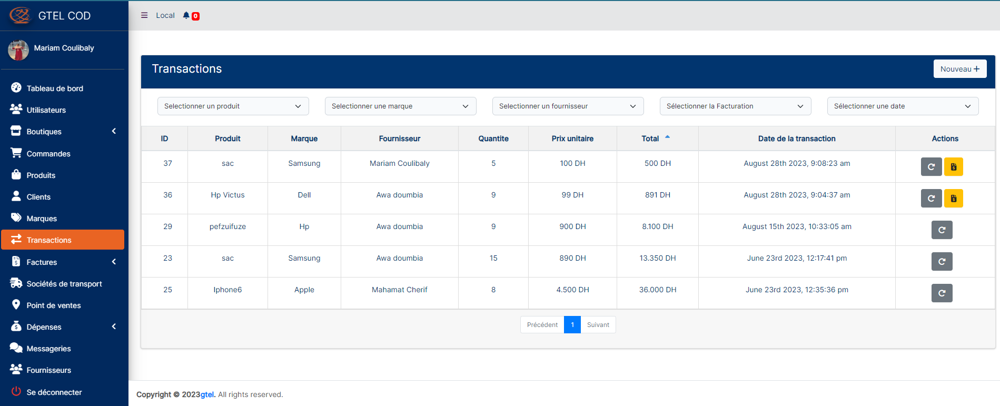 GTEL COD
Local 0
Mariam Coulibaly
Tableau de bord
Utilisateurs
Boutiques
Commandes
Produits
Clients
Marques
Transactions
Factures
Sociétés de transport
Point de ventes
Dépenses
Messageries
Fournisseurs
Se déconnecter
Transactions
Nouveau +
Selectionner un produit Selectionner une marque Selectionner un fournisseur Sélectionner la Facturation Sélectionner une date
ID Produit Marque Fournisseur Quantite Prix unitaire Total Date de la transaction Actions
37 sac Samsung Mariam Coulibaly 5 100 DH 500 DH August 28th 2023, 9:08:23 am
36 Hp Victus Dell Awa doumbia 9 99 DH 891 DH August 28th 2023, 9:04:37 am
29 pefzuifuze Hp Awa doumbia 9 900 DH 8.100 DH August 15th 2023, 10:33:05 am
23 sac Samsung Awa doumbia 15 890 DH 13.350 DH June 23rd 2023, 12:17:41 pm
25 Iphone6 Apple Mahamat Cherif 8 4.500 DH 36.000 DH June 23rd 2023, 12:35:36 pm
Précédent 1 Suivant
Copyright © 2023gtel. All rights reserved.